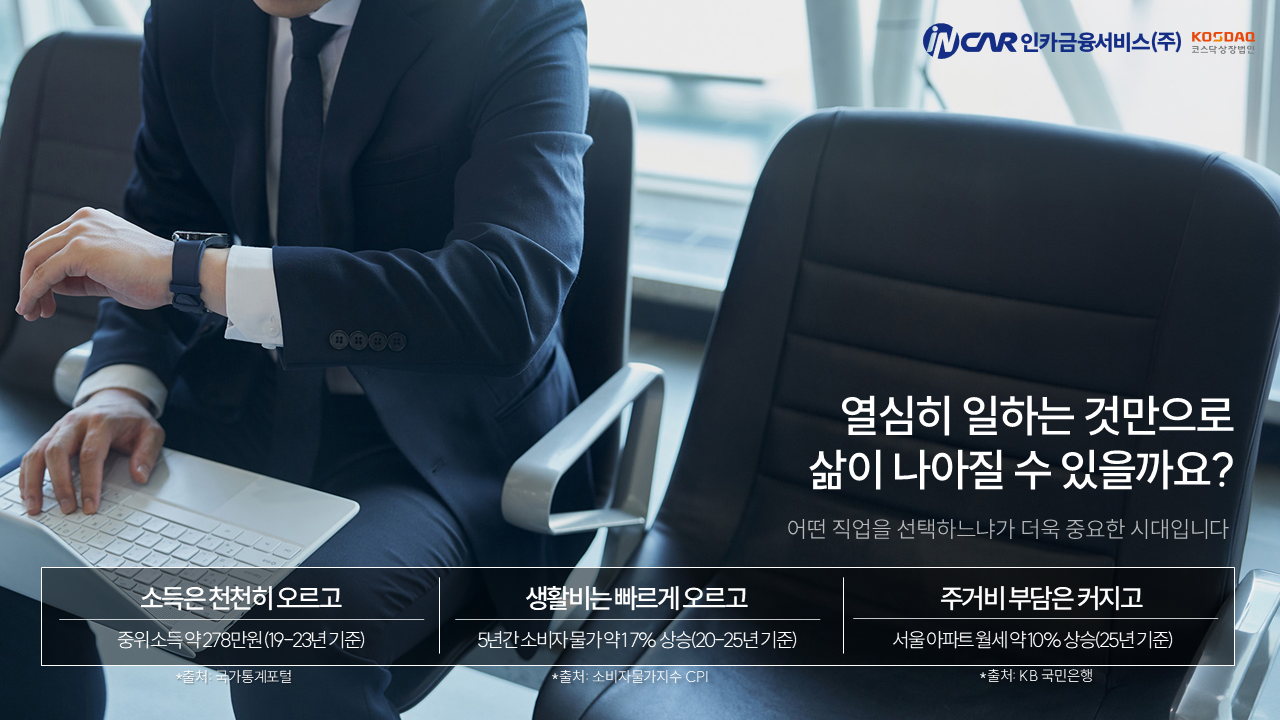 INCAR 인카금융서비스(주) KOSDAQ
코스닥상장법인
열심히 일하는 것만으로
삶이 나아질 수 있을까요?
어떤 직업을 선택하느냐가 더욱 중요한 시대입니다
소득은 천천히 오르고
중위소득 약 278만원 (19-23년 기준)
*출처: 국가통계포털
생활비는 빠르게 오르고
5년간 소비자 물가 약 17% 상승(20-25년 기준)
*출처: 소비자물가지수 CPI
주거비 부담은 커지고
서울 아파트 월세 약 10% 상승(25년 기준)
*출처: KB 국민은행